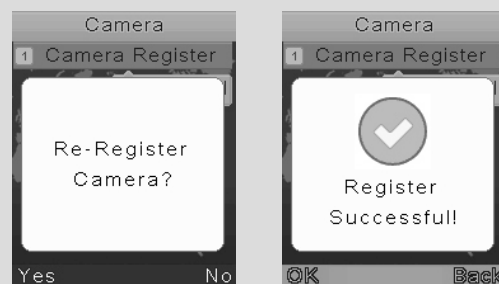 Camera
1 Camera Register
Re-Register
Camera?
Yes No
Camera
1 Camera Register
Register
Successful!
OK Back